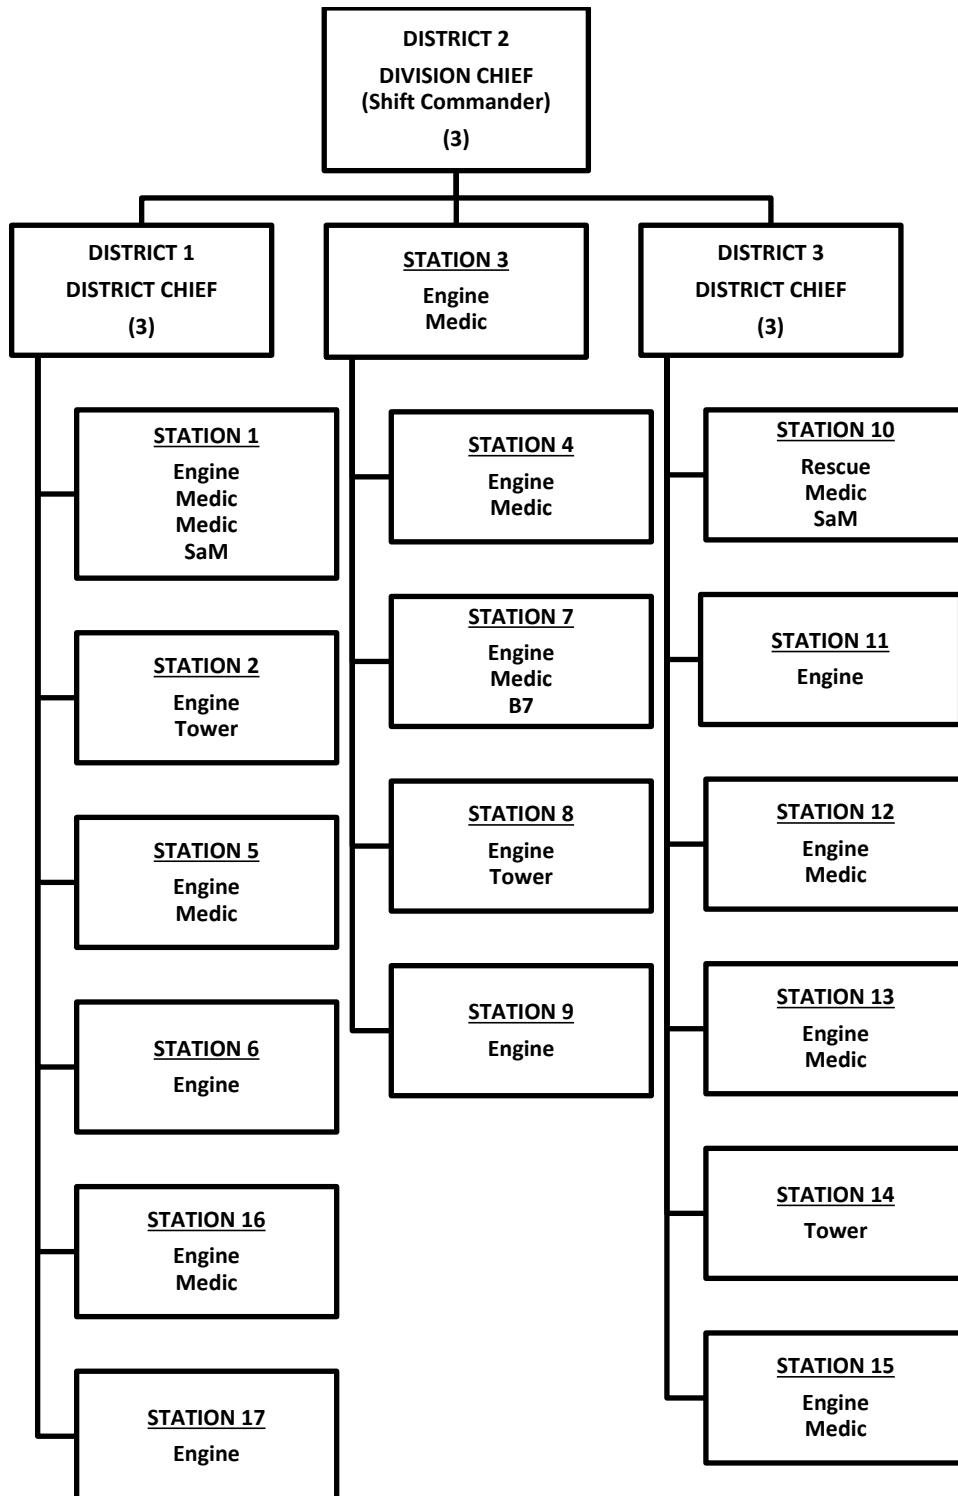 DISTRICT 2
DIVISION CHIEF
(Shift Commander)
(3)
DISTRICT 1
DISTRICT CHIEF
(3)
STATION 1
Engine
Medic
Medic
SaM
STATION 2
Engine
Tower
STATION 5
Engine
Medic
STATION 6
Engine
STATION 16
Engine
Medic
STATION 17
Engine
STATION 3
Engine
Medic
STATION 4
Engine
Medic
STATION 7
Engine
Medic
B7
STATION 8
Engine
Tower
STATION 9
Engine
DISTRICT 3
DISTRICT CHIEF
(3)
STATION 10
Rescue
Medic
SaM
STATION 11
Engine
STATION 12
Engine
Medic
STATION 13
Engine
Medic
STATION 14
Tower
STATION 15
Engine
Medic